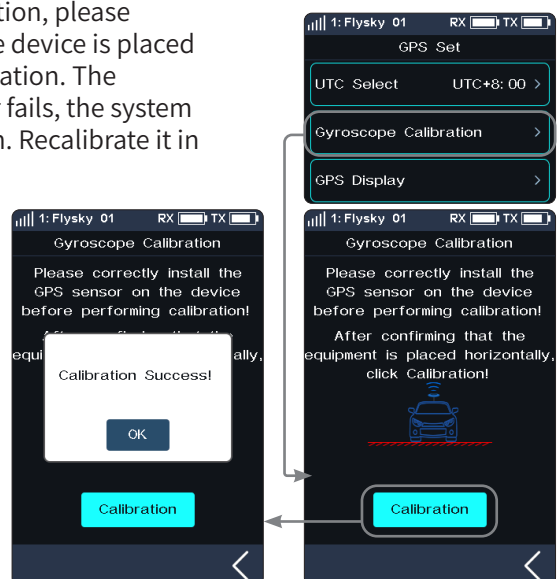 tion, please
e device is placed
ation. The
r fails, the system
n. Recalibrate it in
1: Flysky 01 RX TX
GPS Set
UTC Select UTC+8: 00 >
Gyroscope Calibration >
GPS Display >
1: Flysky 01 RX TX
Gyroscope Calibration
Please correctly install the
GPS sensor on the device
before performing calibration!
equi ally,
Calibration Success!
OK
Calibration
1: Flysky 01 RX TX
Gyroscope Calibration
Please correctly install the
GPS sensor on the device
before performing calibration!
After confirming that the
equipment is placed horizontally,
click Calibration!
Calibration